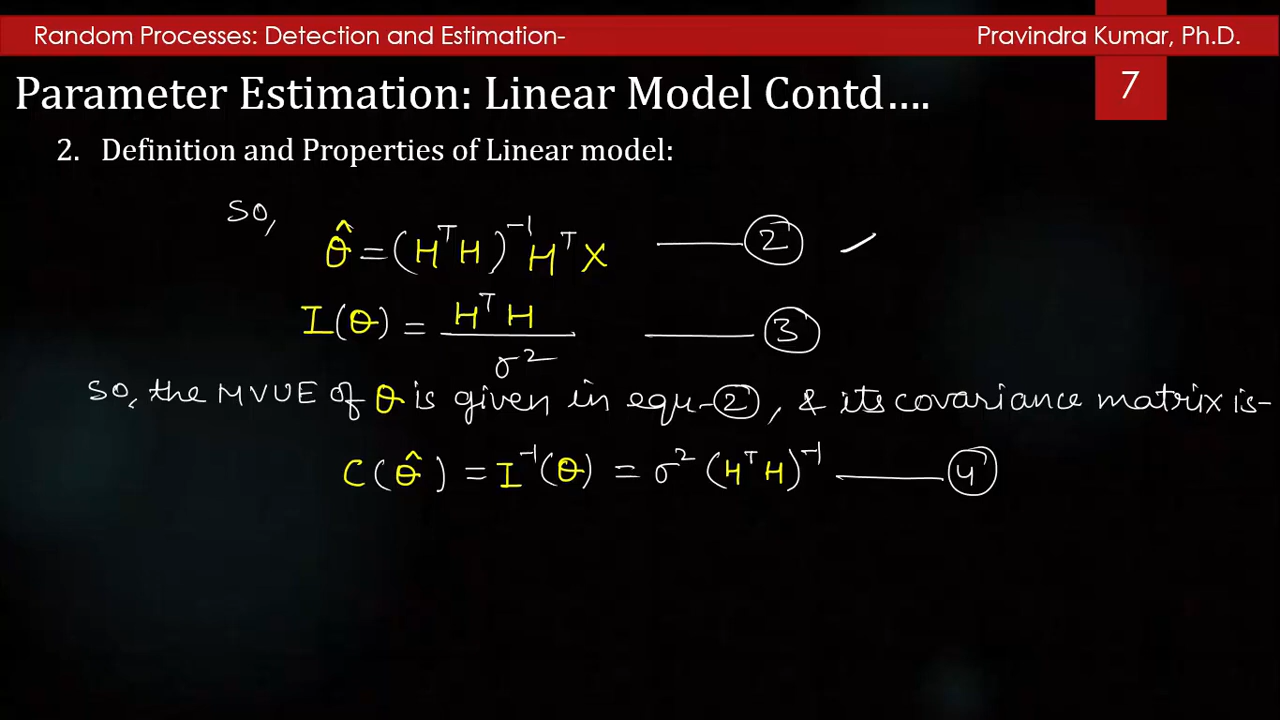 Random Processes: Detection and Estimation- Pravindra Kumar, Ph.D.
Parameter Estimation: Linear Model Contd.... 7
2. Definition and Properties of Linear model:
So,
θ̂ = (HᵀH)⁻¹HᵀX —— ②
I(θ) = HᵀH / σ² —— ③
So, the MVUE of θ is given in equ-②, & its covariance matrix is-
C(θ̂) = I⁻¹(θ) = σ²(HᵀH)⁻¹ —— ④